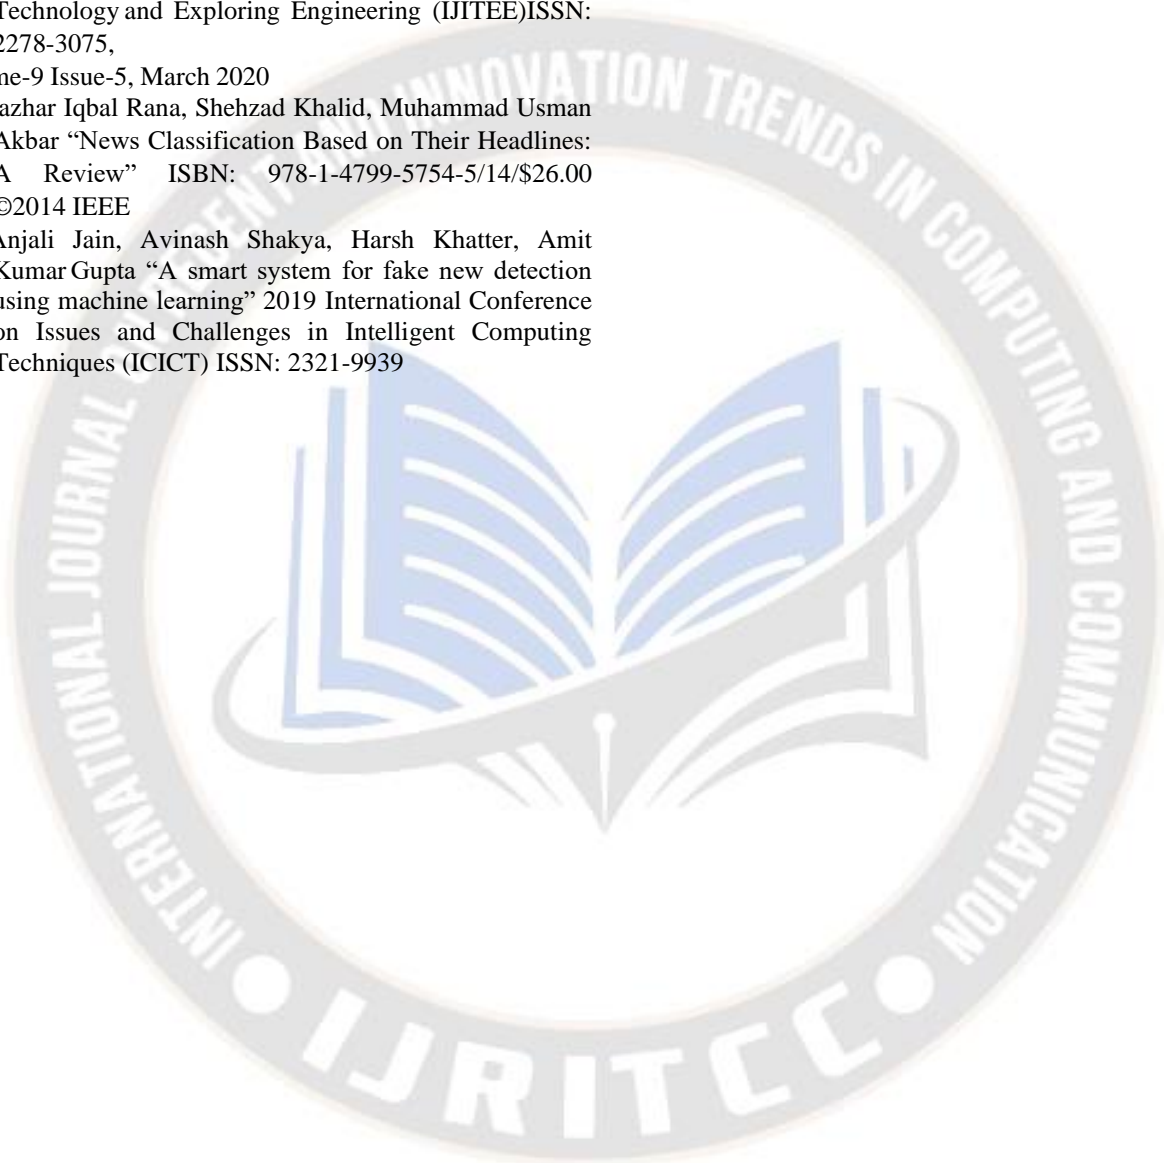 Technology and Exploring Engineering (IJITEE)ISSN:
2278-3075,
me-9 Issue-5, March 2020
azhar Iqbal Rana, Shehzad Khalid, Muhammad Usman
Akbar “News Classification Based on Their Headlines:
A Review” ISBN: 978-1-4799-5754-5/14/$26.00
©2014 IEEE
Anjali Jain, Avinash Shakya, Harsh Khatter, Amit
Kumar Gupta “A smart system for fake new detection
using machine learning” 2019 International Conference
on Issues and Challenges in Intelligent Computing
Techniques (ICICT) ISSN: 2321-9939
INTERNATIONAL JOURNAL ON RECENT AND INNOVATION TRENDS IN COMPUTING AND COMMUNICATION
IJRITCC